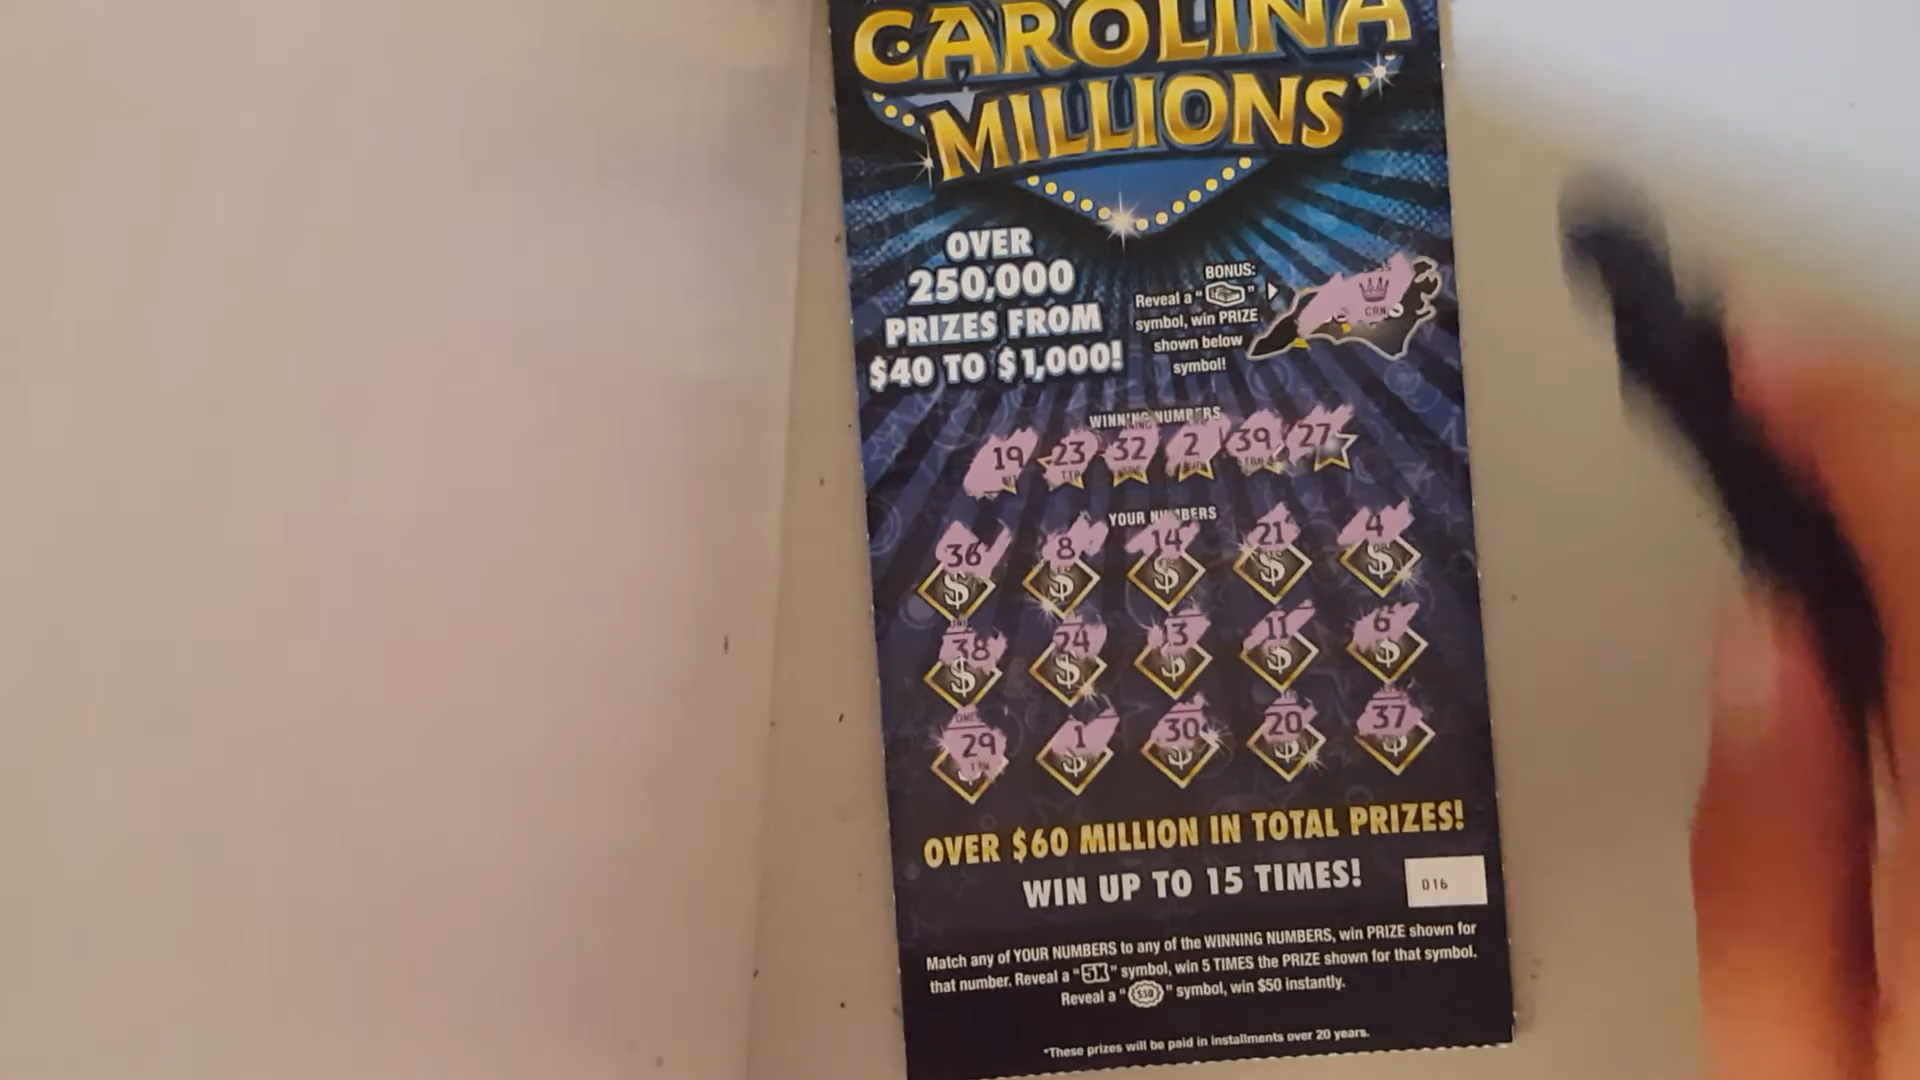 CAROLINA
MILLIONS*
OVER
250,000
PRIZES FROM
$40 TO $1,000!
BONUS:
Reveal a " "
symbol, win PRIZE
shown below
symbol!
CRN
WINNING NUMBERS
19 23 32 2 39 27
YOUR NUMBERS
36 8 14 21 4
$ $ $ $ $
38 24 13 11 6
$ $ $ $ $
29 1 30 20 37
$ $ $ $ $
OVER $60 MILLION IN TOTAL PRIZES!
WIN UP TO 15 TIMES!
016
Match any of YOUR NUMBERS to any of the WINNING NUMBERS, win PRIZE shown for
that number. Reveal a "5X" symbol, win 5 TIMES the PRIZE shown for that symbol.
Reveal a "$50" symbol, win $50 instantly.
*These prizes will be paid in installments over 20 years.